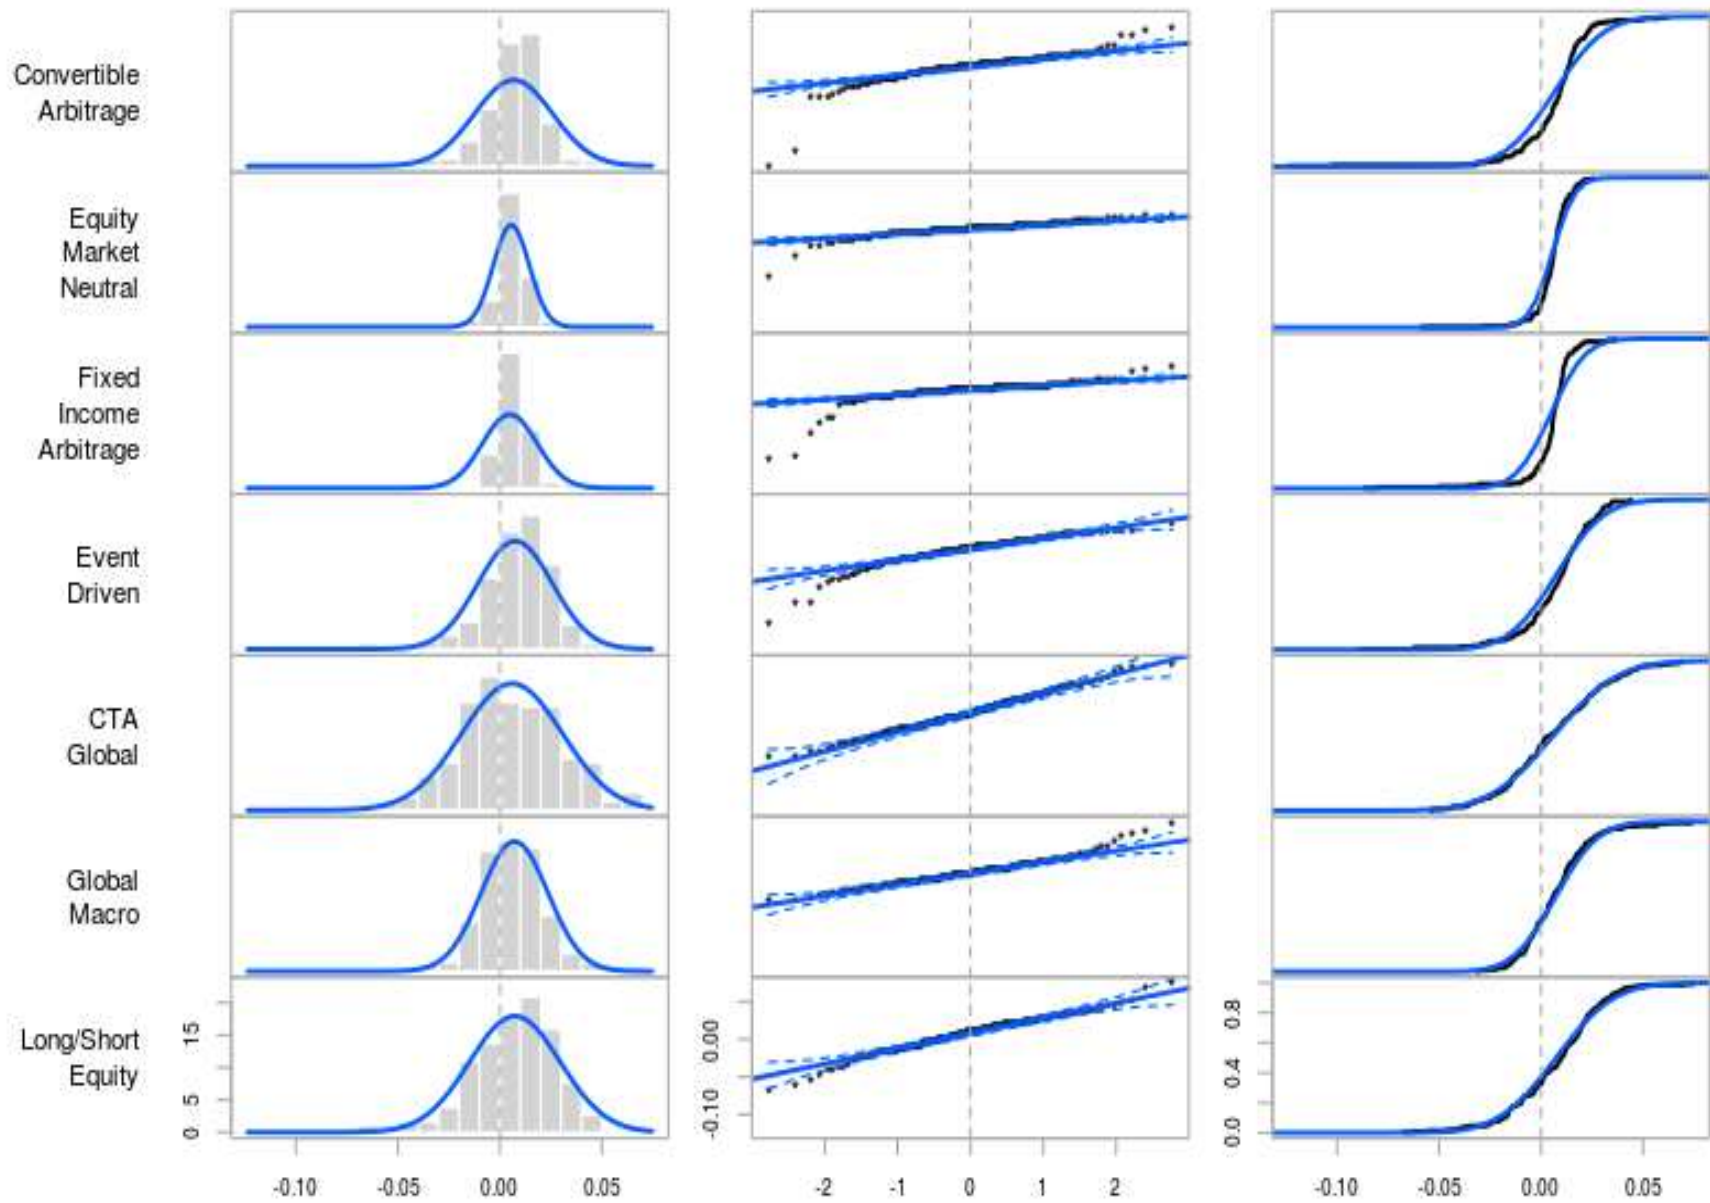 Convertible
Arbitrage
Equity
Market
Neutral
Fixed
Income
Arbitrage
Event
Driven
CTA
Global
Global
Macro
Long/Short
Equity
15
5
0
0.00
-0.10
0.8
0.4
0.0
-0.10 -0.05 0.00 0.05 -2 -1 0 1 2 -0.10 -0.05 0.00 0.05